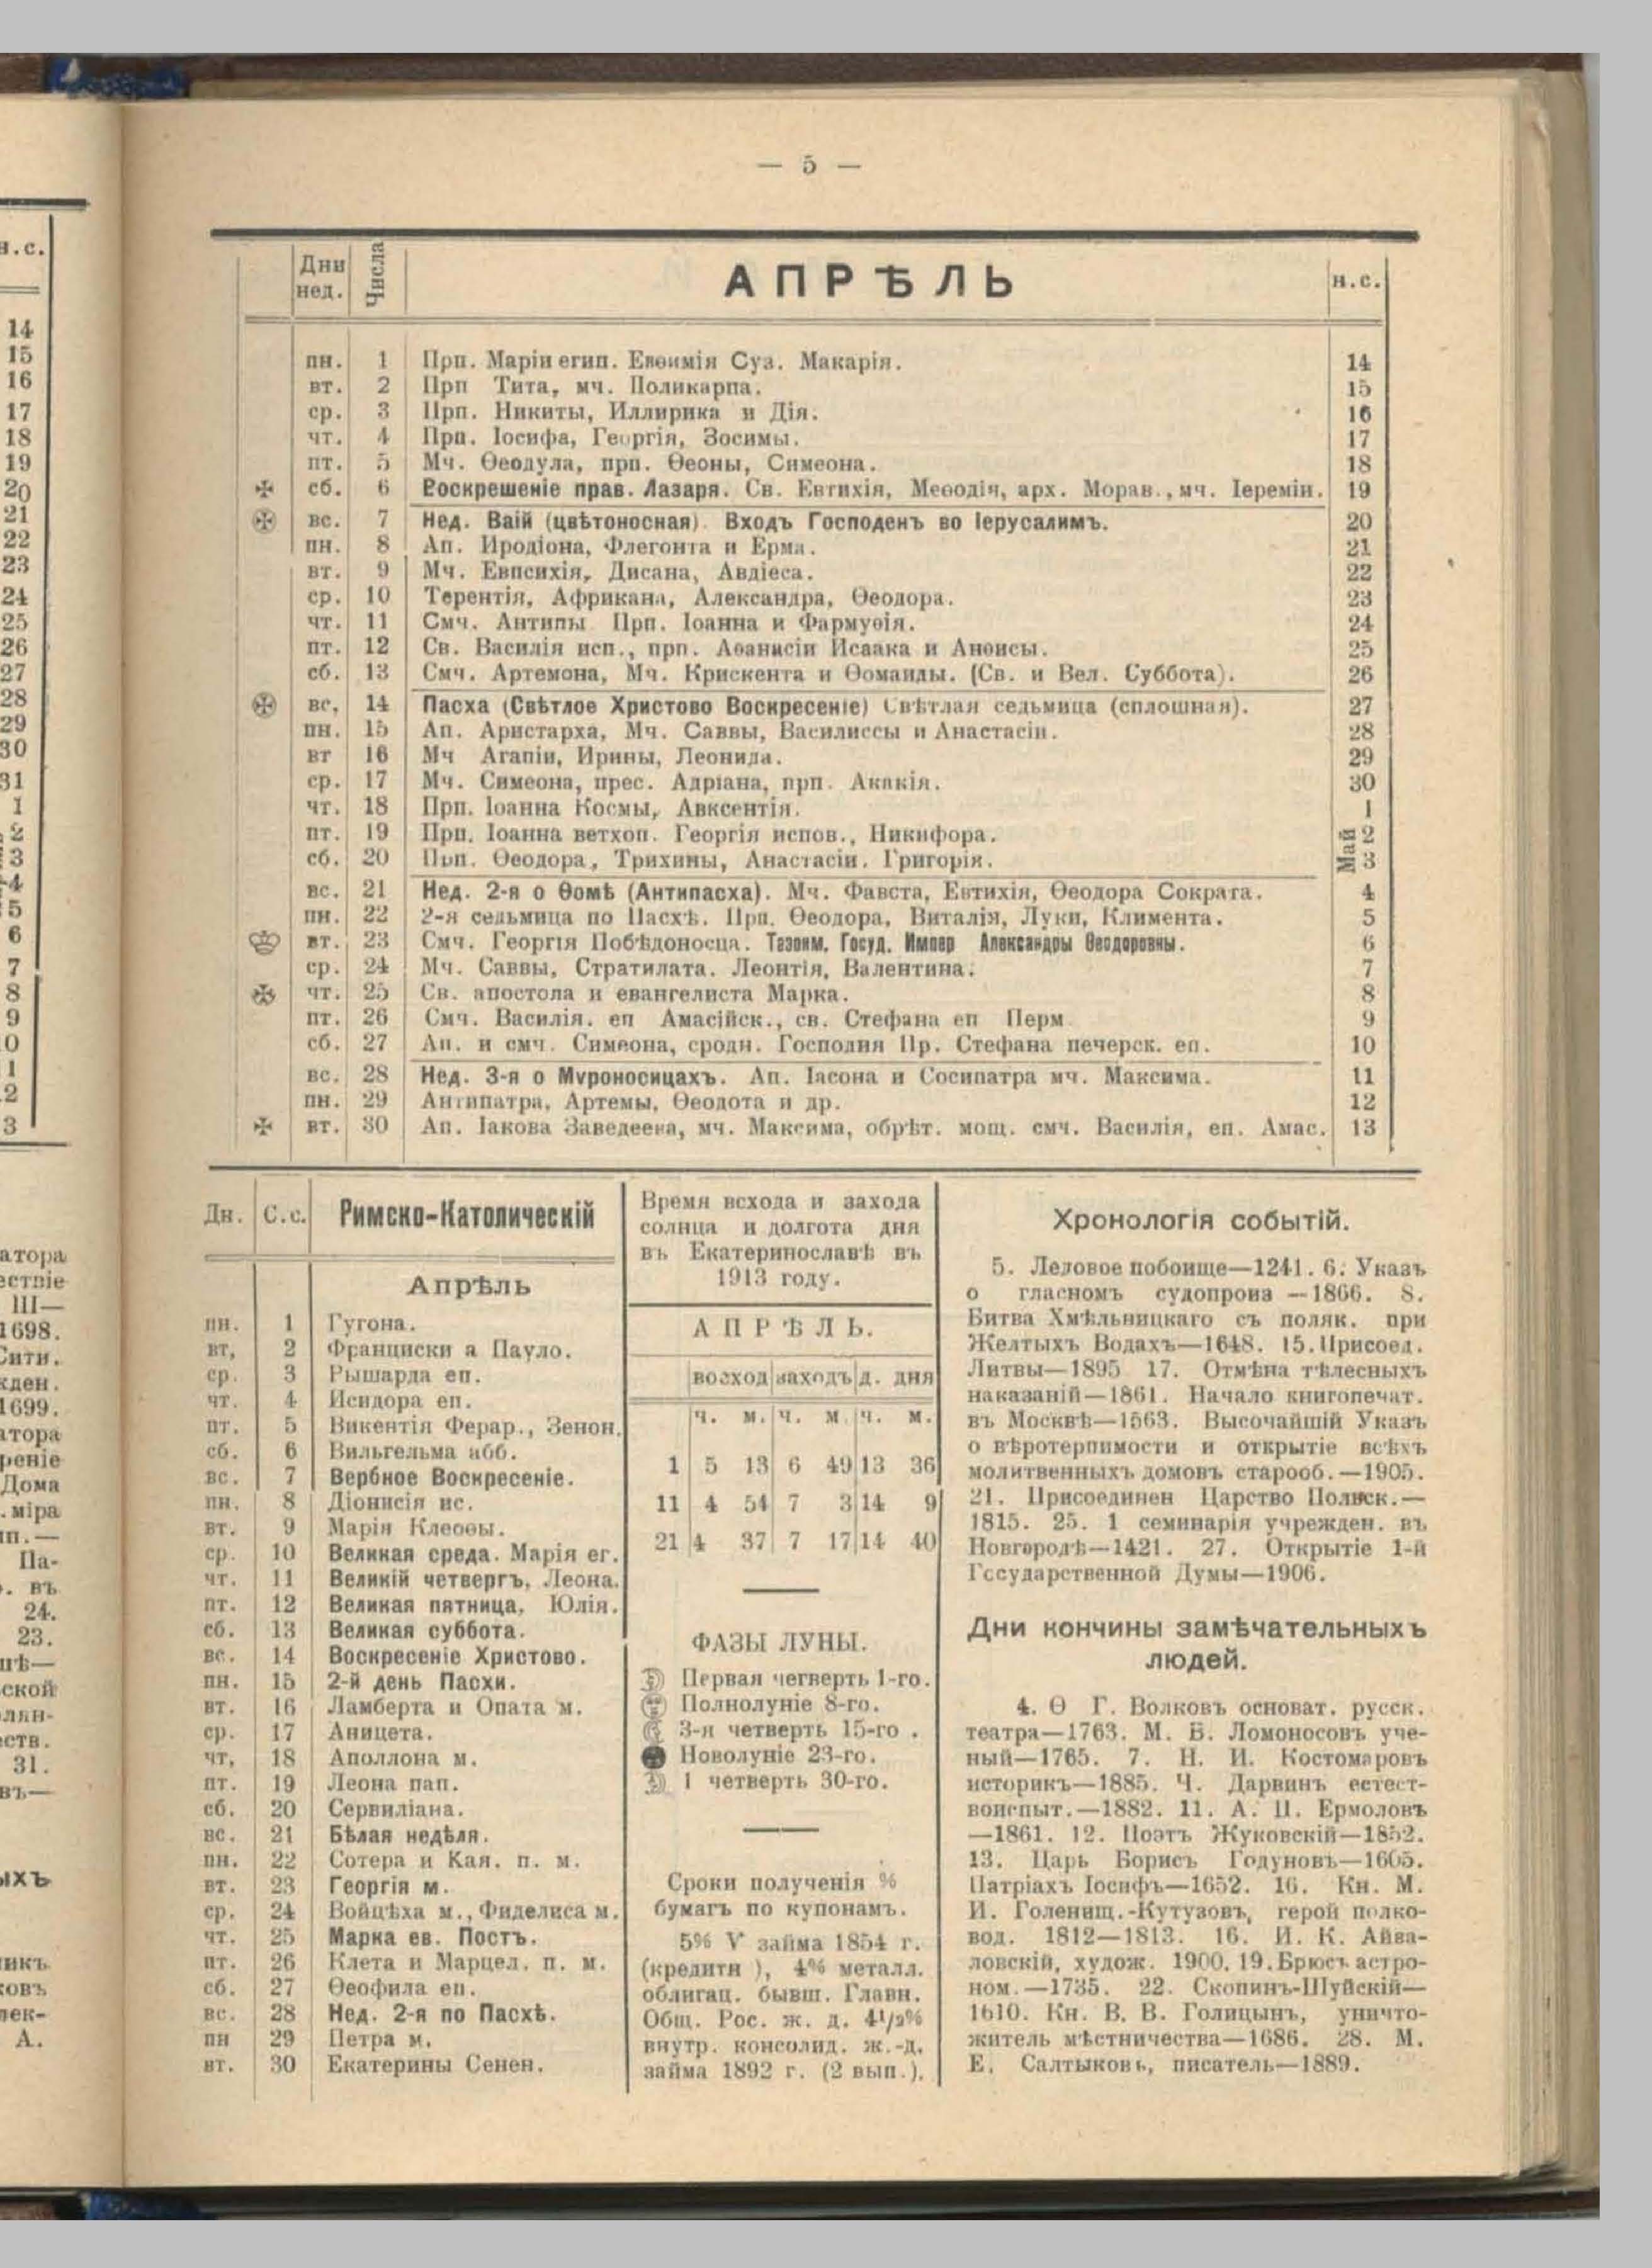 — 5 —
Дни нед. Числа АПРѢЛЬ н.с.
пн. 1 Прп. Маріи егип. Евѳимія Суз. Макарія. 14
вт. 2 Прп Тита, мч. Поликарпа. 15
ср. 3 Прп. Никиты, Иллирика и Дія. 16
чт. 4 Прп. Іосифа, Георгія, Зосимы. 17
пт. 5 Мч. Ѳеодула, прп. Ѳеоны, Симеона. 18
сб. 6 Воскрешеніе прав. Лазаря. Св. Евтихія, Меѳодія, арх. Морав., мч. Іереміи. 19
вс. 7 Нед. Ваій (цвѣтоносная). Входъ Господенъ во Іерусалимъ. 20
пн. 8 Ап. Иродіона, Флегонта и Ерма. 21
вт. 9 Мч. Евпсихія, Дисана, Авдіеса. 22
ср. 10 Терентія, Африкана, Александра, Ѳеодора. 23
чт. 11 Смч. Антипы Прп. Іоанна и Фармуѳія. 24
пт. 12 Св. Василія исп., прп. Аѳанисіи Исаака и Анѳисы. 25
сб. 13 Смч. Артемона, Мч. Крискента и Ѳомаиды. (Св. и Вел. Суббота). 26
вс, 14 Пасха (Свѣтлое Христово Воскресеніе) Свѣтлая седьмица (сплошная). 27
пн. 15 Ап. Аристарха, Мч. Саввы, Василиссы и Анастасіи. 28
вт 16 Мч Агапіи, Ирины, Леонида. 29
ср. 17 Мч. Симеона, прес. Адріана, прп. Акакія. 30
чт. 18 Прп. Іоанна Космы, Авксентія. 1
пт. 19 Прп. Іоанна ветхоп. Георгія испов., Никифора. Май 2
сб. 20 Прп. Ѳеодора, Трихины, Анастасіи. Григорія. 3
вс. 21 Нед. 2-я о Ѳомѣ (Антипасха). Мч. Фавста, Евтихія, Ѳеодора Сократа. 4
пн. 22 2-я седьмица по Пасхѣ. Прп. Ѳеодора, Виталія, Луки, Климента. 5
вт. 23 Смч. Георгія Побѣдоносца. Тезоим. Госуд. Импер Александры Ѳеодоровны. 6
ср. 24 Мч. Саввы, Стратилата. Леонтія, Валентина. 7
чт. 25 Св. апостола и евангелиста Марка. 8
пт. 26 Смч. Василія. еп Амасійск., св. Стефана еп Перм 9
сб. 27 Ап. и смч. Симеона, сродн. Господня Пр. Стефана печерск. еп. 10
вс. 28 Нед. 3-я о Мѵроносицахъ. Ап. Іасона и Сосипатра мч. Максима. 11
пн. 29 Антипатра, Артемы, Ѳеодота и др. 12
вт. 30 Ап. Іакова Заведеева, мч. Максима, обрѣт. мощ. смч. Василія, еп. Амас. 13
Дн. С.с. Римско-Католическій
Апрѣль
пн. 1 Гугона.
вт, 2 Франциски а Пауло.
ср. 3 Рышарда еп.
чт. 4 Исидора еп.
пт. 5 Викентія Ферар., Зенон.
сб. 6 Вильгельма абб.
вс. 7 Вербное Воскресеніе.
пн. 8 Діонисія ис.
вт. 9 Марія Клеоѳы.
ср. 10 Великая среда. Марія ег.
чт. 11 Великій четвергъ, Леона.
пт. 12 Великая пятница, Юлія.
сб. 13 Великая суббота.
вс. 14 Воскресеніе Христово.
пн. 15 2-й день Пасхи.
вт. 16 Ламберта и Опата м.
ср. 17 Аницета.
чт, 18 Аполлона м.
пт. 19 Леона пап.
сб. 20 Сервиліана.
вс. 21 Бѣлая недѣля.
пн. 22 Сотера и Кая. п. м.
вт. 23 Георгія м.
ср. 24 Войцѣха м., Фиделиса м.
чт. 25 Марка ев. Постъ.
пт. 26 Клета и Марцел. п. м.
сб. 27 Ѳеофила еп.
вс. 28 Нед. 2-я по Пасхѣ.
пн 29 Петра м.
вт. 30 Екатерины Сенен.
Время всхода и захода
солнца и долгота дня
въ Екатеринославѣ въ
1913 году.
АПРѢЛЬ.
восход заходъ д. дня
ч. м. ч. м. ч. м.
1 5 13 6 49 13 36
11 4 54 7 3 14 9
21 4 37 7 17 14 40
ФАЗЫ ЛУНЫ.
Первая четверть 1-го.
Полнолуніе 8-го.
3-я четверть 15-го .
Новолуніе 23-го.
1 четверть 30-го.
Сроки полученія %
бумагъ по купонамъ.
5% V займа 1854 г.
(кредитн ), 4% металл.
облигац. бывш. Главн.
Общ. Рос. ж. д. 4½%
внутр. консолид. ж.-д.
займа 1892 г. (2 вып.).
Хронологія событій.
5. Ледовое побоище—1241. 6. Указъ
о гласномъ судопроиз —1866. 8.
Битва Хмѣльницкаго съ поляк. при
Желтыхъ Водахъ—1648. 15. Присоед.
Литвы—1895 17. Отмѣна тѣлесныхъ
наказаній—1861. Начало книгопечат.
въ Москвѣ—1563. Высочайшій Указъ
о вѣротерпимости и открытіе всѣхъ
молитвенныхъ домовъ старооб.—1905.
21. Присоединен Царство Польск.—
1815. 25. 1 семинарія учрежден. въ
Новгородѣ—1421. 27. Открытіе 1-й
Государственной Думы—1906.
Дни кончины замѣчательныхъ
людей.
4. Ѳ Г. Волковъ основат. русск.
театра—1763. М. В. Ломоносовъ уче-
ный—1765. 7. Н. И. Костомаровъ
историкъ—1885. Ч. Дарвинъ естест-
воиспыт.—1882. 11. А. П. Ермоловъ
—1861. 12. Поэтъ Жуковскій—1852.
13. Царь Борисъ Годуновъ—1605.
Патріахъ Іосифъ—1652. 16. Кн. М.
И. Голенищ.-Кутузовъ, герой полко-
вод. 1812—1813. 16. И. К. Айва-
ловскій, худож. 1900. 19. Брюсъ астро-
ном.—1735. 22. Скопинъ-Шуйскій—
1610. Кн. В. В. Голицынъ, уничто-
житель мѣстничества—1686. 28. М.
Е. Салтыковъ, писатель—1889.